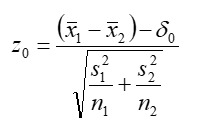 z₀ = ((x̄₁ − x̄₂) − δ₀) / √(s₁²/n₁ + s₂²/n₂)